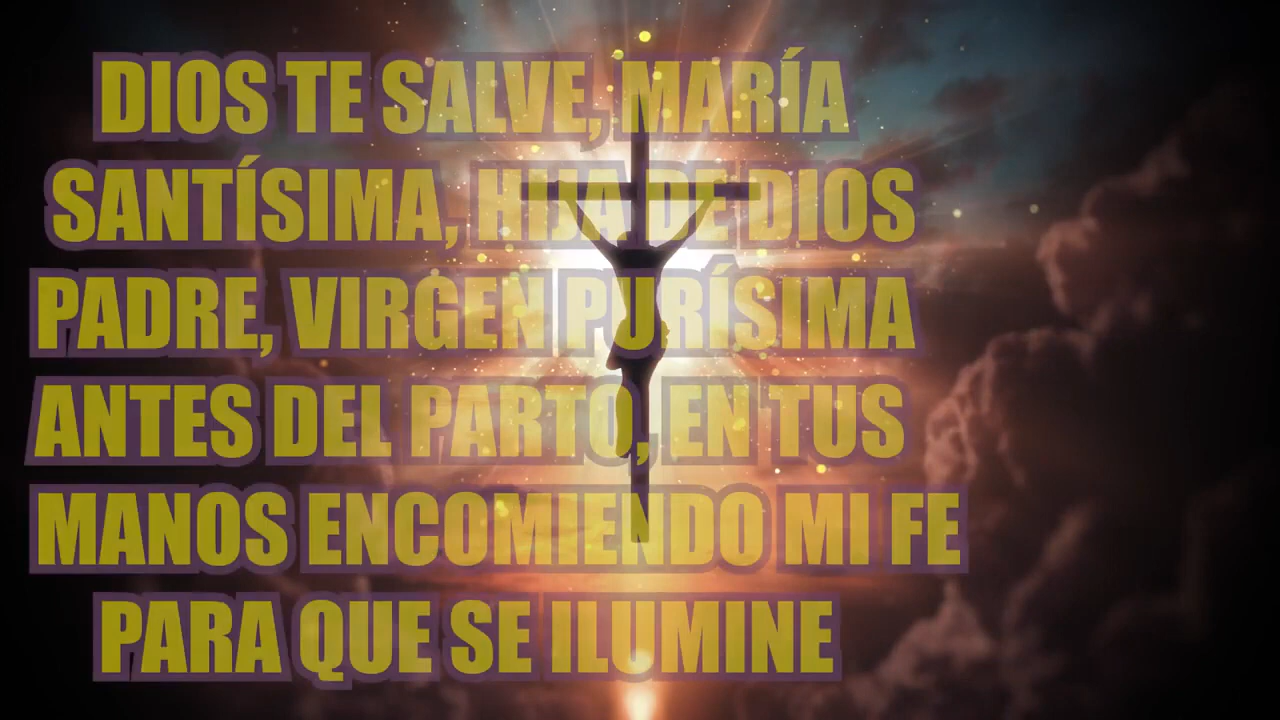 DIOS TE SALVE, MARÍA
SANTÍSIMA, HIJA DE DIOS
PADRE, VIRGEN PURÍSIMA
ANTES DEL PARTO, EN TUS
MANOS ENCOMIENDO MI FE
PARA QUE SE ILUMINE